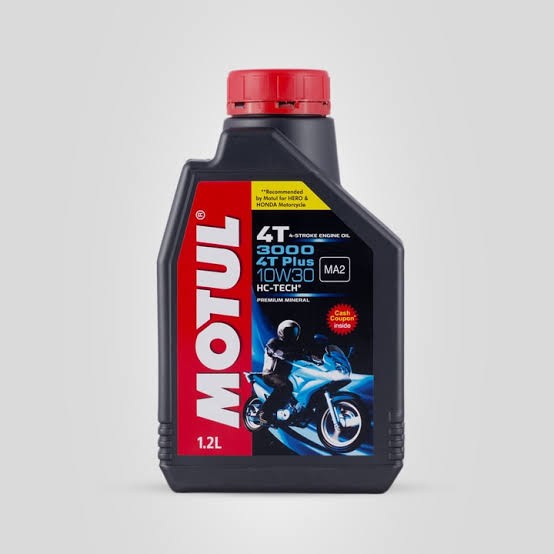 **Recommended
by Motul for HERO &
HONDA Motorcycle
MOTUL®
4T 4-STROKE ENGINE OIL
3000
4T Plus
10W30 MA2
HC-TECH®
PREMIUM MINERAL
Cash
Coupon*
inside
1.2L